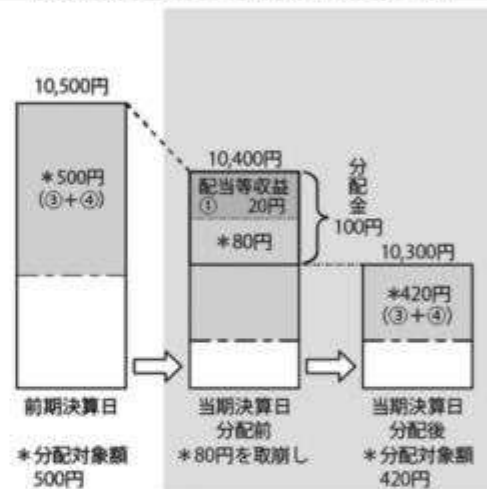 10,500円
＊500円
(③＋④)
10,400円
配当等収益
① 20円
＊80円
分配金
100円
10,300円
＊420円
(③＋④)
前期決算日
＊分配対象額
500円
当期決算日
分配前
＊80円を取崩し
当期決算日
分配後
＊分配対象額
420円